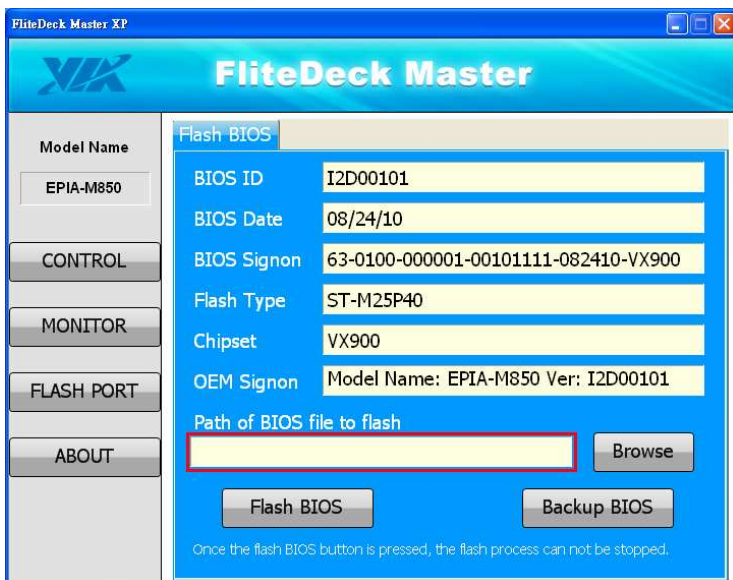 FliteDeck Master XP
VIA
FliteDeck Master
Model Name
EPIA-M850
CONTROL
MONITOR
FLASH PORT
ABOUT
Flash BIOS
BIOS ID I2D00101
BIOS Date 08/24/10
BIOS Signon 63-0100-000001-00101111-082410-VX900
Flash Type ST-M25P40
Chipset VX900
OEM Signon Model Name: EPIA-M850 Ver: I2D00101
Path of BIOS file to flash
Browse
Flash BIOS Backup BIOS
Once the flash BIOS button is pressed, the flash process can not be stopped.